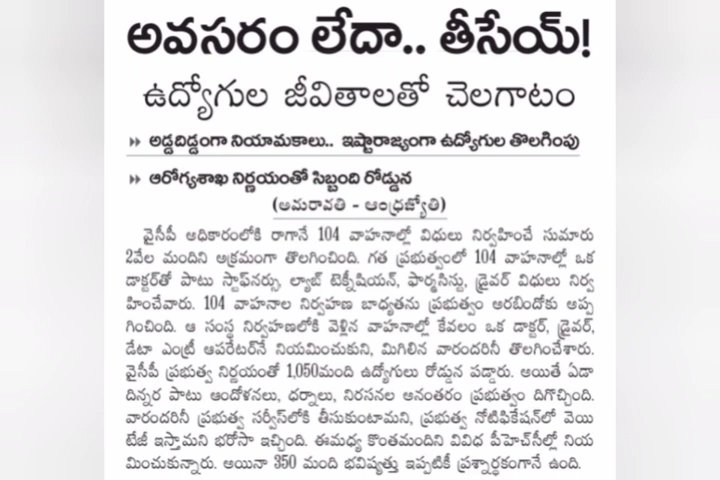 అవసరం లేదా.. తీసేయ్!
ఉద్యోగుల జీవితాలతో చెలగాటం
» అడ్డదిడ్డంగా నియామకాలు.. ఇష్టారాజ్యంగా ఉద్యోగుల తొలగింపు
» ఆరోగ్యశాఖ నిర్ణయంతో సిబ్బంది రోడ్డున
(అమరావతి - ఆంధ్రజ్యోతి)
వైసీపీ అధికారంలోకి రాగానే 104 వాహనాల్లో విధులు నిర్వహించే సుమారు
2వేల మందిని అక్రమంగా తొలగించింది. గత ప్రభుత్వంలో 104 వాహనాల్లో ఒక
డాక్టర్‌తో పాటు స్టాఫ్‌నర్సు, ల్యాబ్ టెక్నీషియన్, ఫార్మసిస్టు, డ్రైవర్ విధులు నిర్వ
హించేవారు. 104 వాహనాల నిర్వహణ బాధ్యతను ప్రభుత్వం అరబిందోకు అప్ప
గించింది. ఆ సంస్థ నిర్వహణలోకి వెళ్లిన వాహనాల్లో కేవలం ఒక డాక్టర్, డ్రైవర్,
డేటా ఎంట్రీ ఆపరేటర్‌నే నియమించుకుని, మిగిలిన వారందరినీ తొలగించేశారు.
వైసీపీ ప్రభుత్వ నిర్ణయంతో 1,050మంది ఉద్యోగులు రోడ్డున పడ్డారు. అయితే ఏడా
దిన్నర పాటు ఆందోళనలు, ధర్నాలు, నిరసనల అనంతరం ప్రభుత్వం దిగొచ్చింది.
వారందరినీ ప్రభుత్వ సర్వీస్‌లోకి తీసుకుంటామని, ప్రభుత్వ నోటిఫికేషన్‌లో వెయి
టేజీ ఇస్తామని భరోసా ఇచ్చింది. ఈమధ్య కొంతమందిని వివిధ పీహెచ్‌సీల్లో నియ
మించుకున్నారు. అయినా 350 మంది భవిష్యత్తు ఇప్పటికీ ప్రశ్నార్థకంగానే ఉంది.